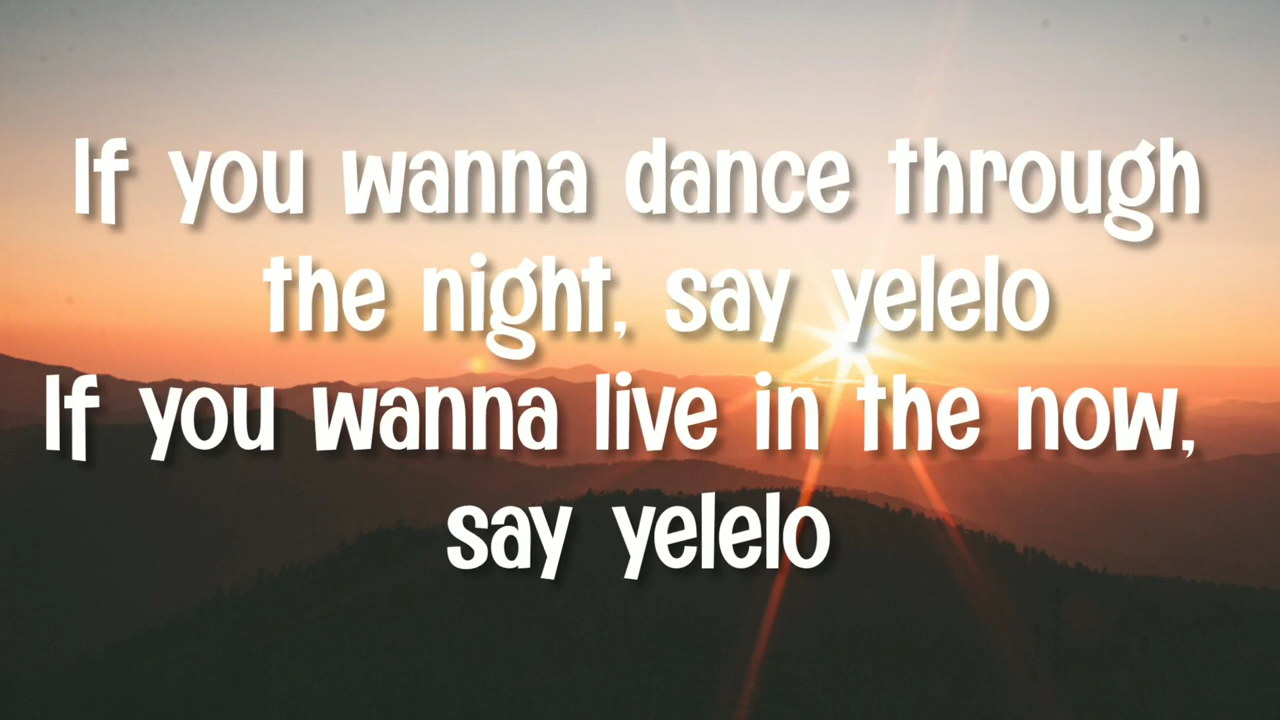 If you wanna dance through
the night, say yelelo
If you wanna live in the now,
say yelelo